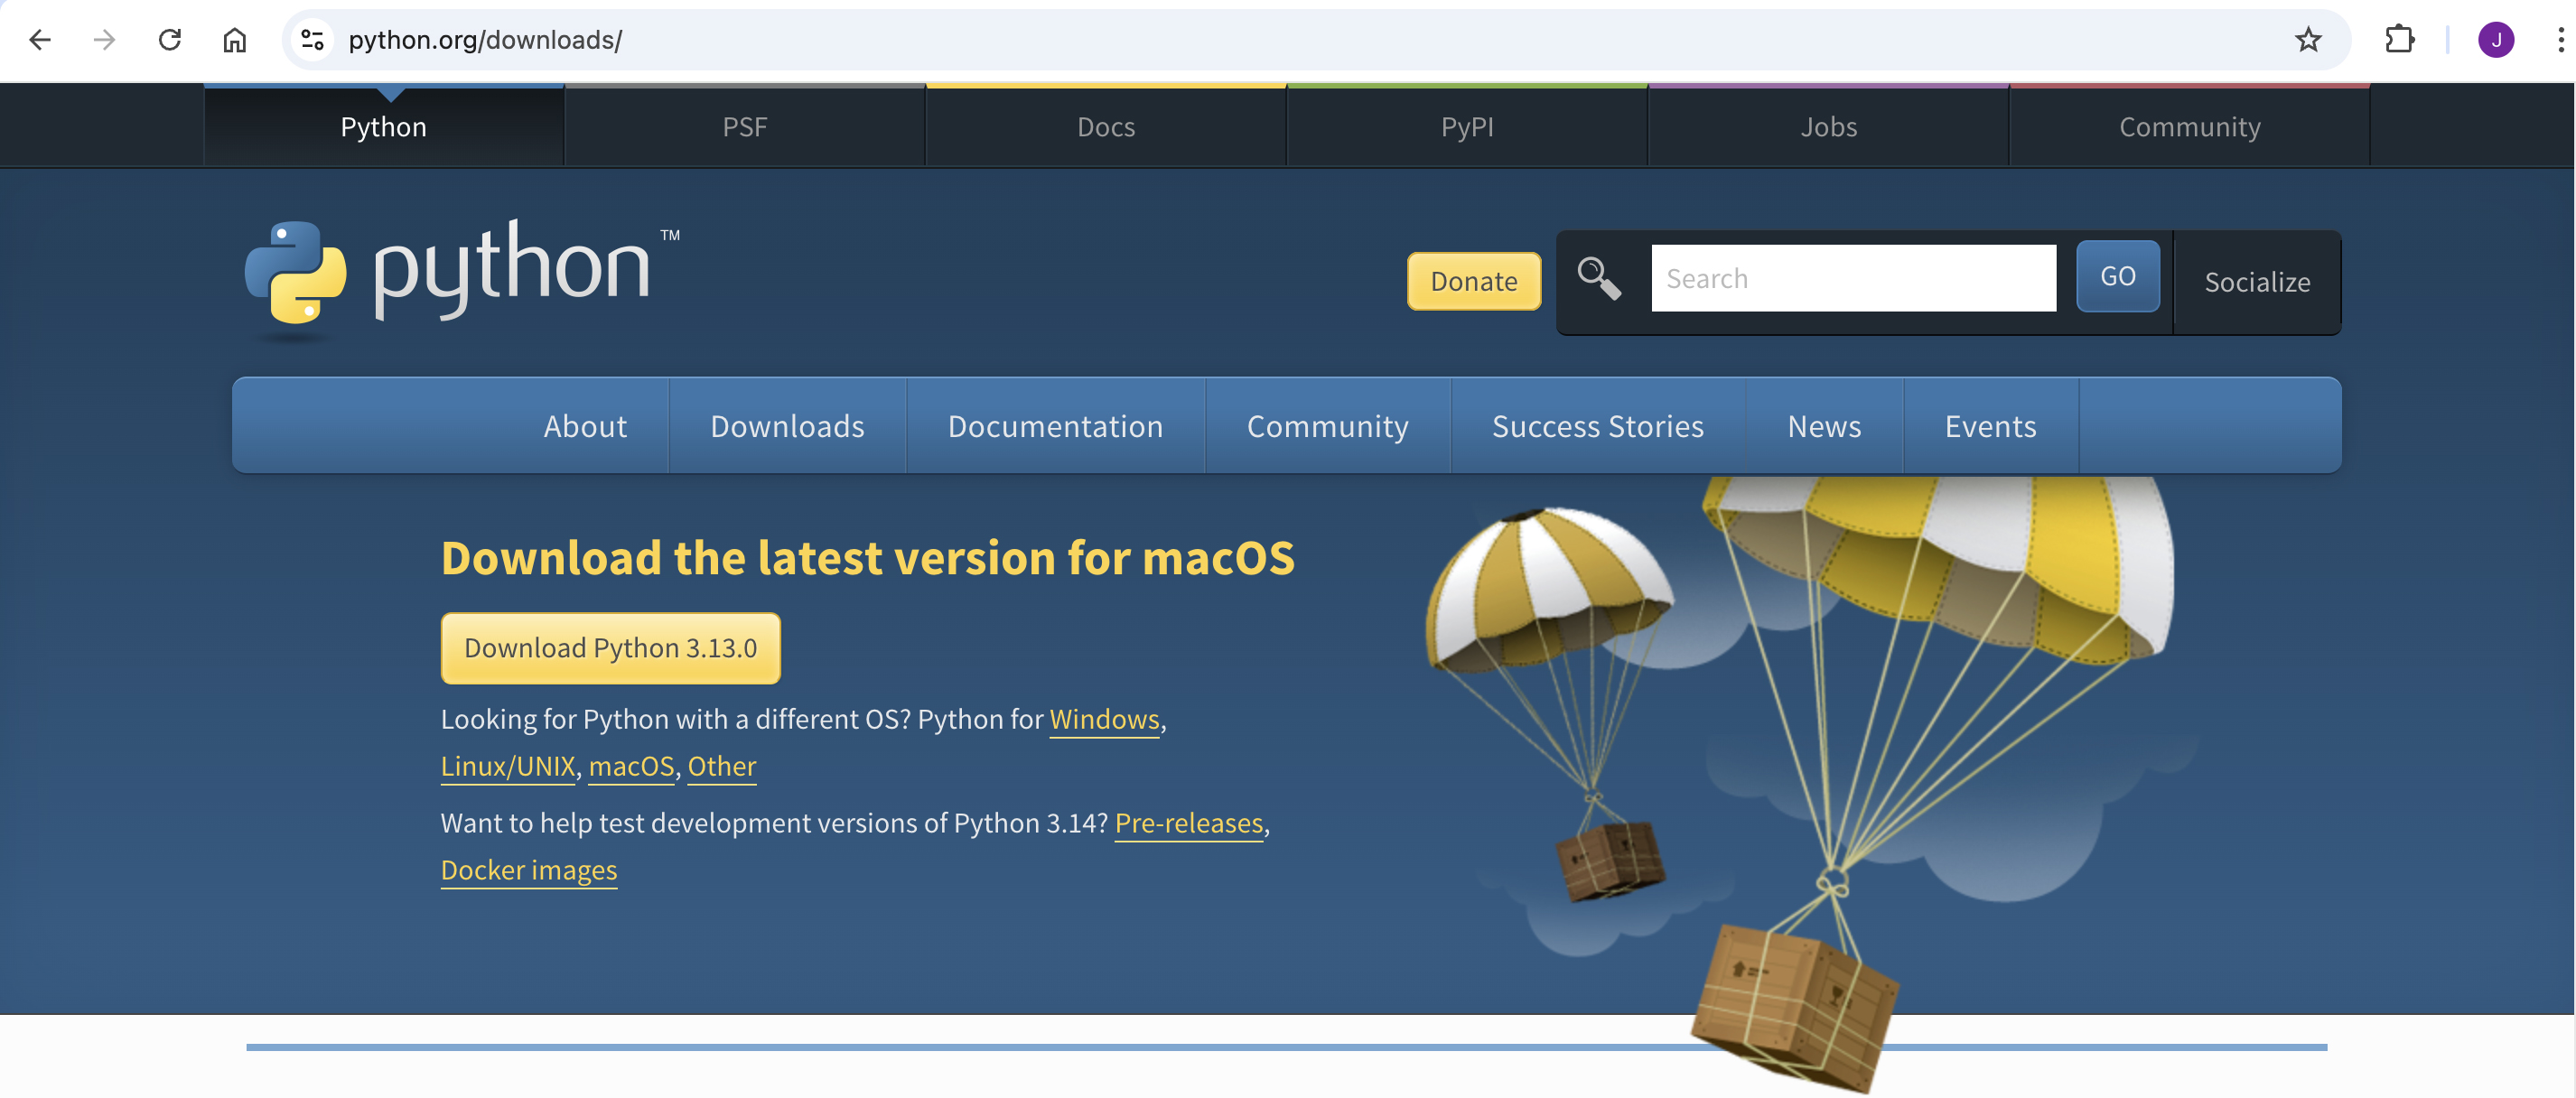 python.org/downloads/
J
Python
PSF
Docs
PyPI
Jobs
Community
python™
Donate
Search
GO
Socialize
About
Downloads
Documentation
Community
Success Stories
News
Events
Download the latest version for macOS
Download Python 3.13.0
Looking for Python with a different OS? Python for Windows,
Linux/UNIX, macOS, Other
Want to help test development versions of Python 3.14? Pre-releases,
Docker images